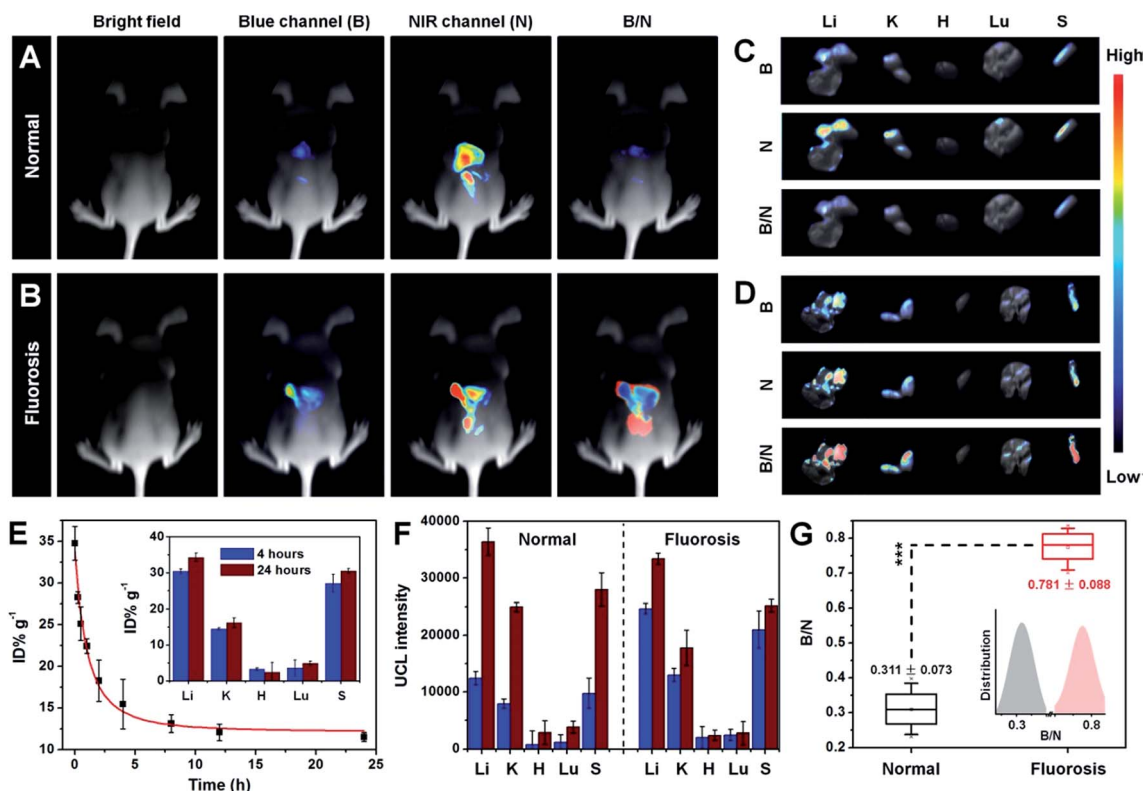 Bright field Blue channel (B) NIR channel (N) B/N
A
Normal
B
Fluorosis
C
Li K H Lu S
B
N
B/N
High
D
B
N
B/N
Low
E
ID% g-1
35
30
25
20
15
10
0 5 10 15 20 25
Time (h)
ID% g-1
40
30
20
10
0
4 hours
24 hours
Li K H Lu S
F
UCL intensity
40000
30000
20000
10000
0
Normal Fluorosis
Li K H Lu S Li K H Lu S
G
B/N
0.8
0.7
0.6
0.5
0.4
0.3
0.2
***
0.781 ± 0.088
0.311 ± 0.073
Distribution
0.3 0.8
B/N
Normal Fluorosis